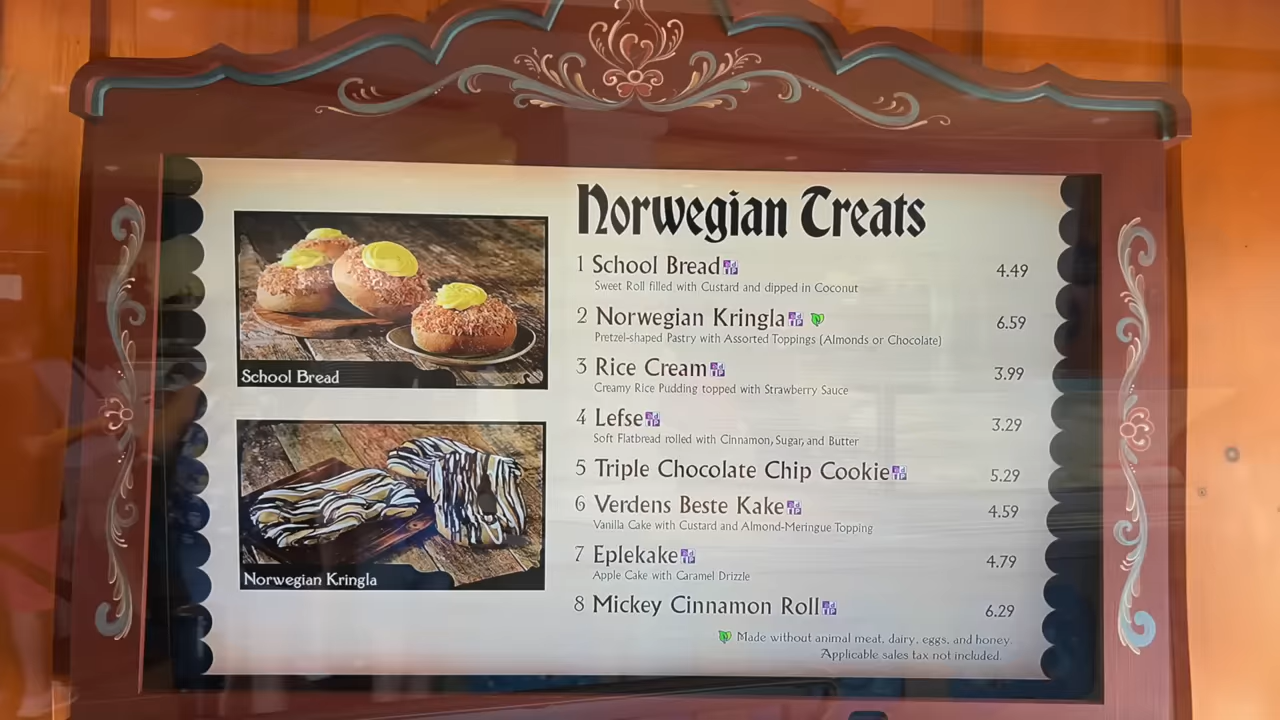 Norwegian Treats
1 School Bread 4.49
Sweet Roll filled with Custard and dipped in Coconut
2 Norwegian Kringla 6.59
Pretzel-shaped Pastry with Assorted Toppings (Almonds or Chocolate)
3 Rice Cream 3.99
Creamy Rice Pudding topped with Strawberry Sauce
4 Lefse 3.29
Soft Flatbread rolled with Cinnamon, Sugar, and Butter
5 Triple Chocolate Chip Cookie 5.29
6 Verdens Beste Kake 4.59
Vanilla Cake with Custard and Almond-Meringue Topping
7 Eplekake 4.79
Apple Cake with Caramel Drizzle
8 Mickey Cinnamon Roll 6.29
Made without animal meat, dairy, eggs, and honey.
Applicable sales tax not included.
School Bread
Norwegian Kringla